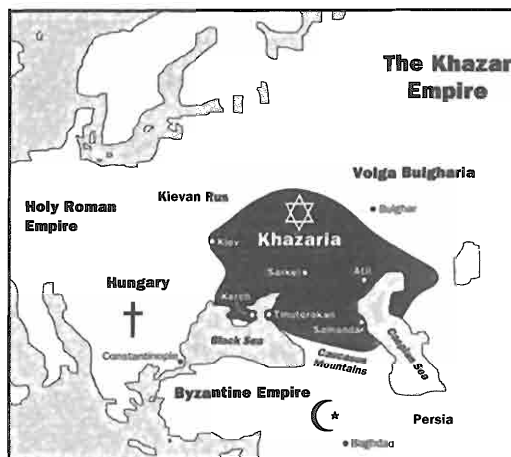 The Khazar
Empire
Volga Bulgharia
Kievan Rus
Bulghar
Holy Roman
Empire
Kiev
Khazaria
Sarkel
Atil
Hungary
Kerch
Tmutorokan
Samandar
Black Sea
Caspian Sea
Constantinople
Caucasus
Mountains
Byzantine Empire
Persia
Baghdad